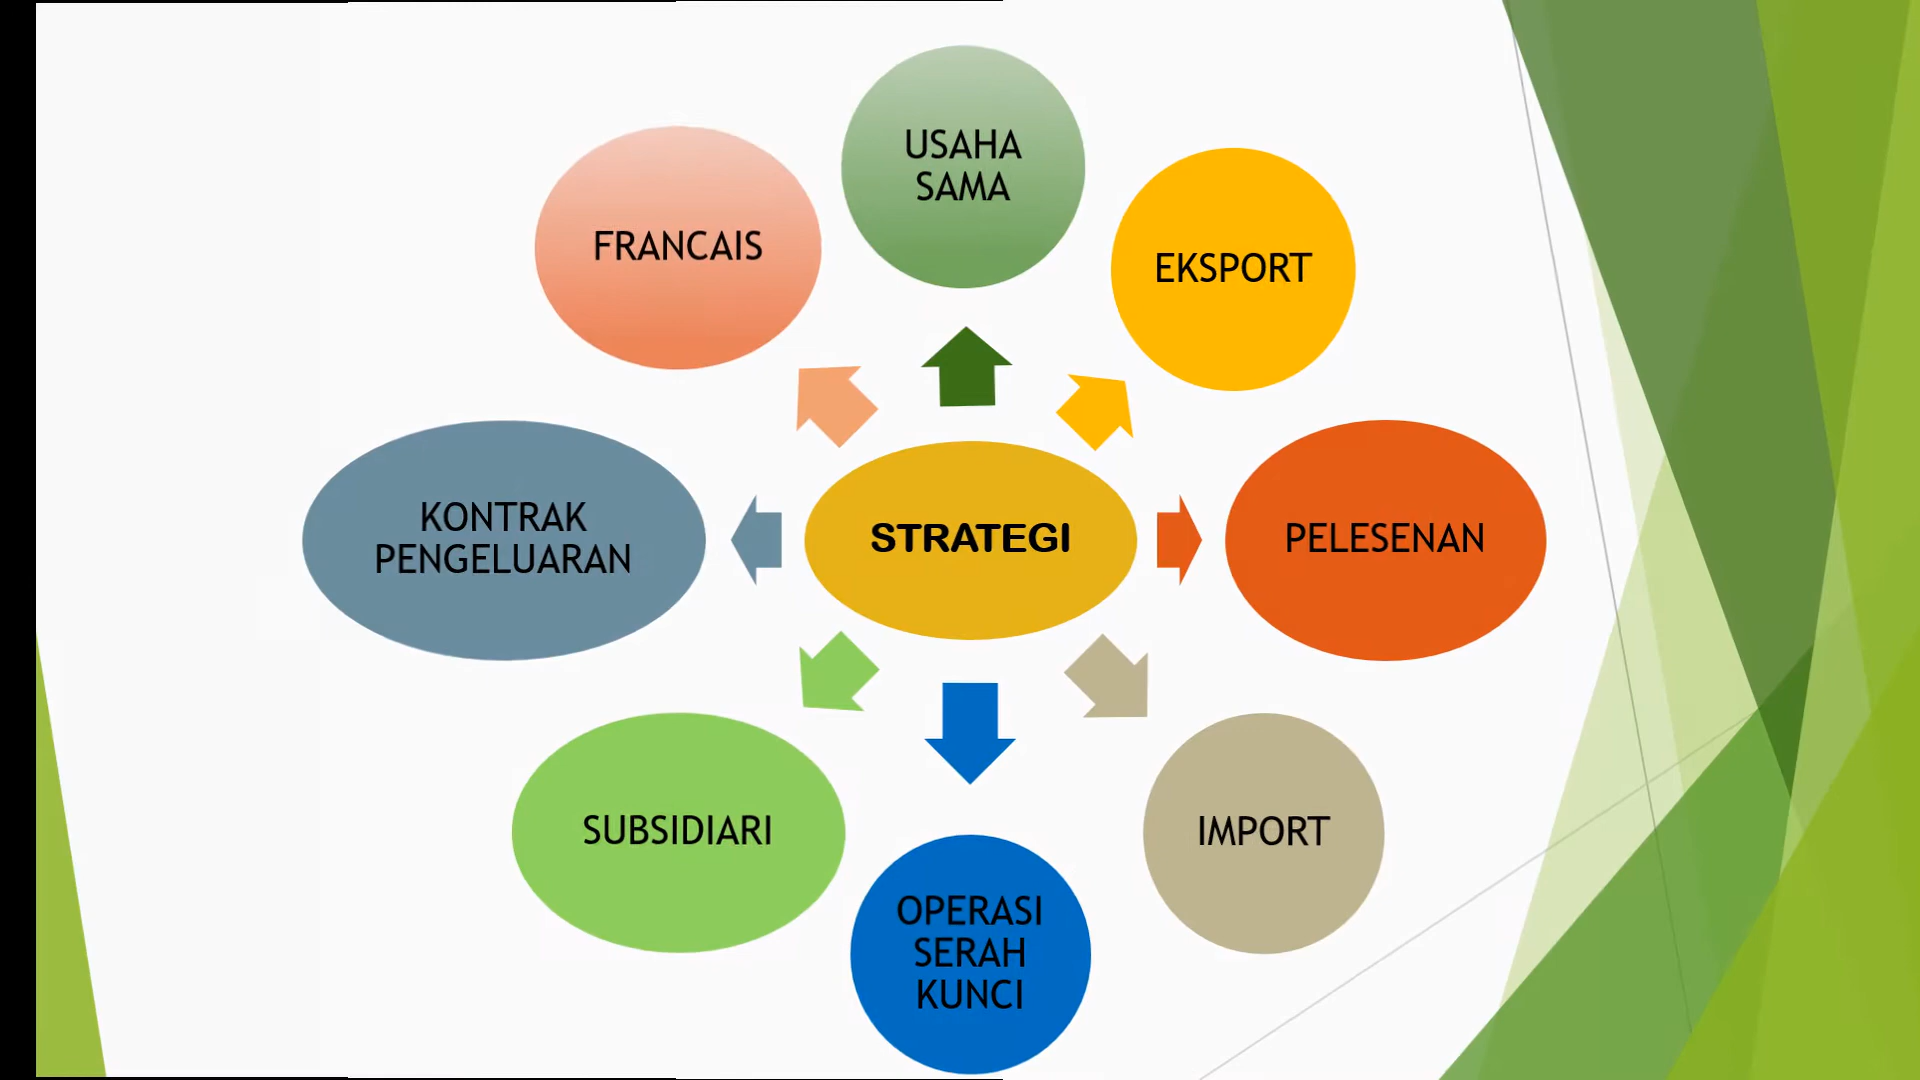 USAHA
SAMA
FRANCAIS
EKSPORT
KONTRAK
PENGELUARAN
STRATEGI
PELESENAN
SUBSIDIARI
IMPORT
OPERASI
SERAH
KUNCI